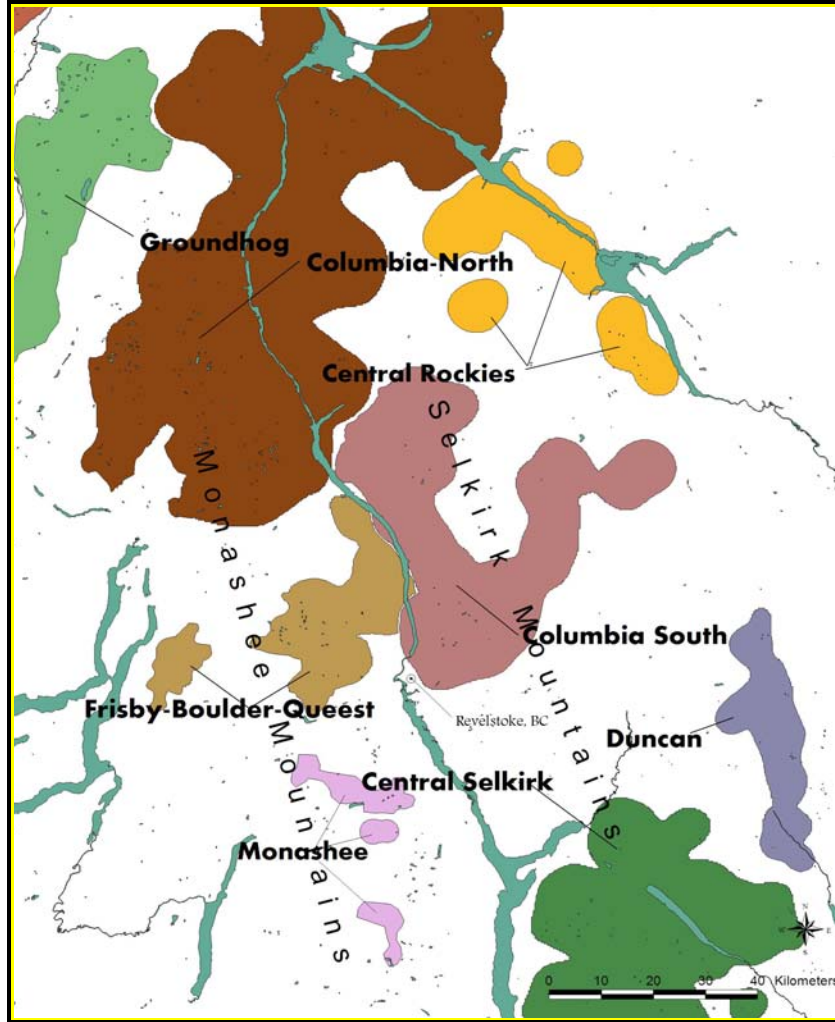 Groundhog
Columbia-North
Central Rockies
Selkirk Mountains
Monashee Mountains
Columbia South
Frisby-Boulder-Queest
Revelstoke, BC
Duncan
Central Selkirk
Monashee
N
W E
S
0 10 20 30 40 Kilometers